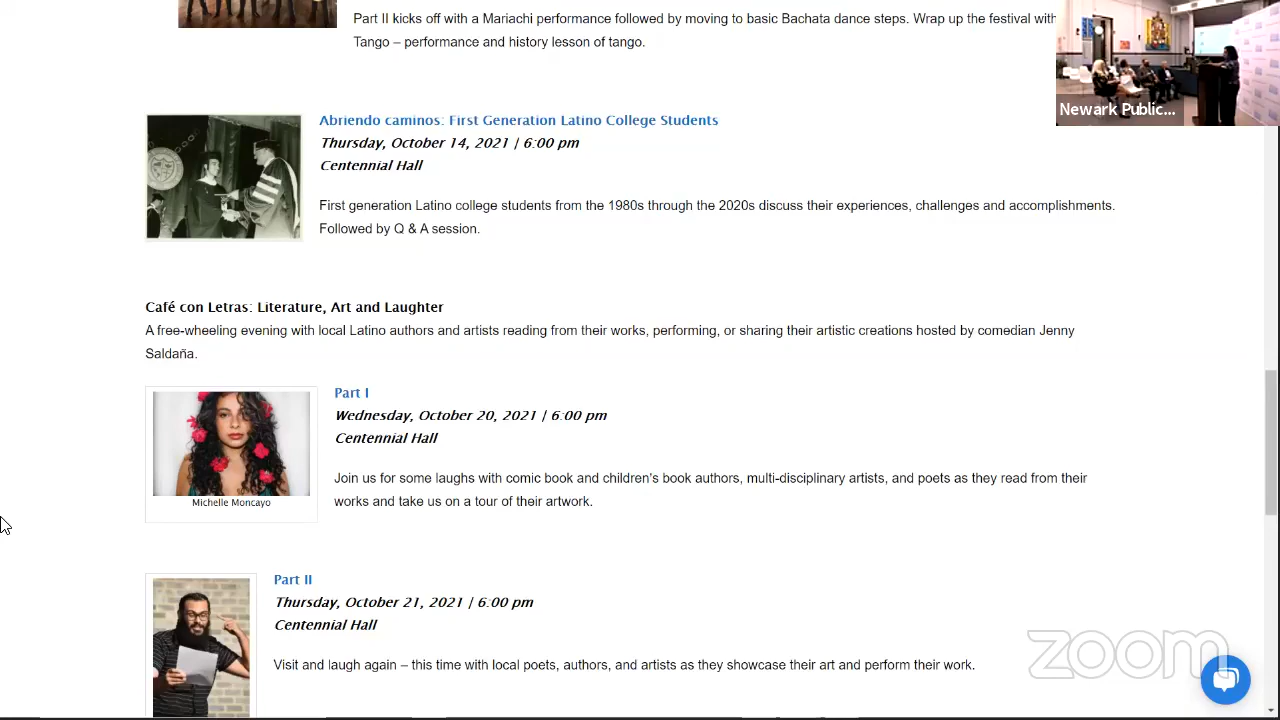 Part II kicks off with a Mariachi performance followed by moving to basic Bachata dance steps. Wrap up the festival with
Tango – performance and history lesson of tango.
Newark Public...
Abriendo caminos: First Generation Latino College Students
Thursday, October 14, 2021 | 6:00 pm
Centennial Hall
First generation Latino college students from the 1980s through the 2020s discuss their experiences, challenges and accomplishments.
Followed by Q & A session.
Café con Letras: Literature, Art and Laughter
A free-wheeling evening with local Latino authors and artists reading from their works, performing, or sharing their artistic creations hosted by comedian Jenny
Saldaña.
Part I
Wednesday, October 20, 2021 | 6:00 pm
Centennial Hall
Join us for some laughs with comic book and children's book authors, multi-disciplinary artists, and poets as they read from their
works and take us on a tour of their artwork.
Michelle Moncayo
Part II
Thursday, October 21, 2021 | 6:00 pm
Centennial Hall
Visit and laugh again – this time with local poets, authors, and artists as they showcase their art and perform their work.
zoom